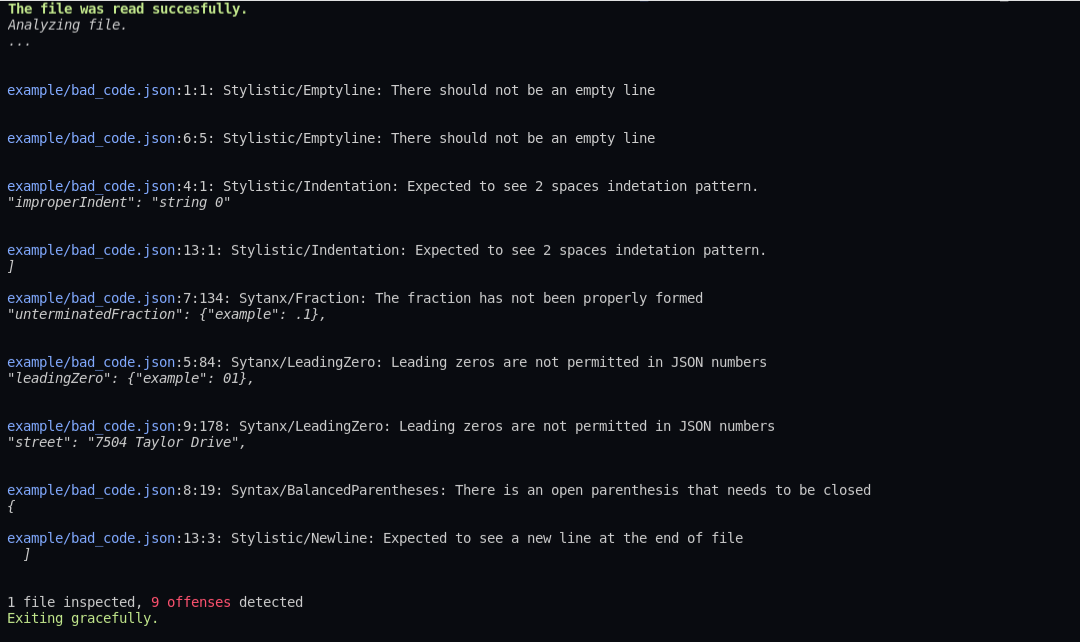 The file was read succesfully.
Analyzing file.
...
example/bad_code.json:1:1: Stylistic/Emptyline: There should not be an empty line
example/bad_code.json:6:5: Stylistic/Emptyline: There should not be an empty line
example/bad_code.json:4:1: Stylistic/Indentation: Expected to see 2 spaces indetation pattern.
"improperIndent": "string 0"
example/bad_code.json:13:1: Stylistic/Indentation: Expected to see 2 spaces indetation pattern.
]
example/bad_code.json:7:134: Sytanx/Fraction: The fraction has not been properly formed
"unterminatedFraction": {"example": .1},
example/bad_code.json:5:84: Sytanx/LeadingZero: Leading zeros are not permitted in JSON numbers
"leadingZero": {"example": 01},
example/bad_code.json:9:178: Sytanx/LeadingZero: Leading zeros are not permitted in JSON numbers
"street": "7504 Taylor Drive",
example/bad_code.json:8:19: Syntax/BalancedParentheses: There is an open parenthesis that needs to be closed
{
example/bad_code.json:13:3: Stylistic/Newline: Expected to see a new line at the end of file
  ]
1 file inspected, 9 offenses detected
Exiting gracefully.